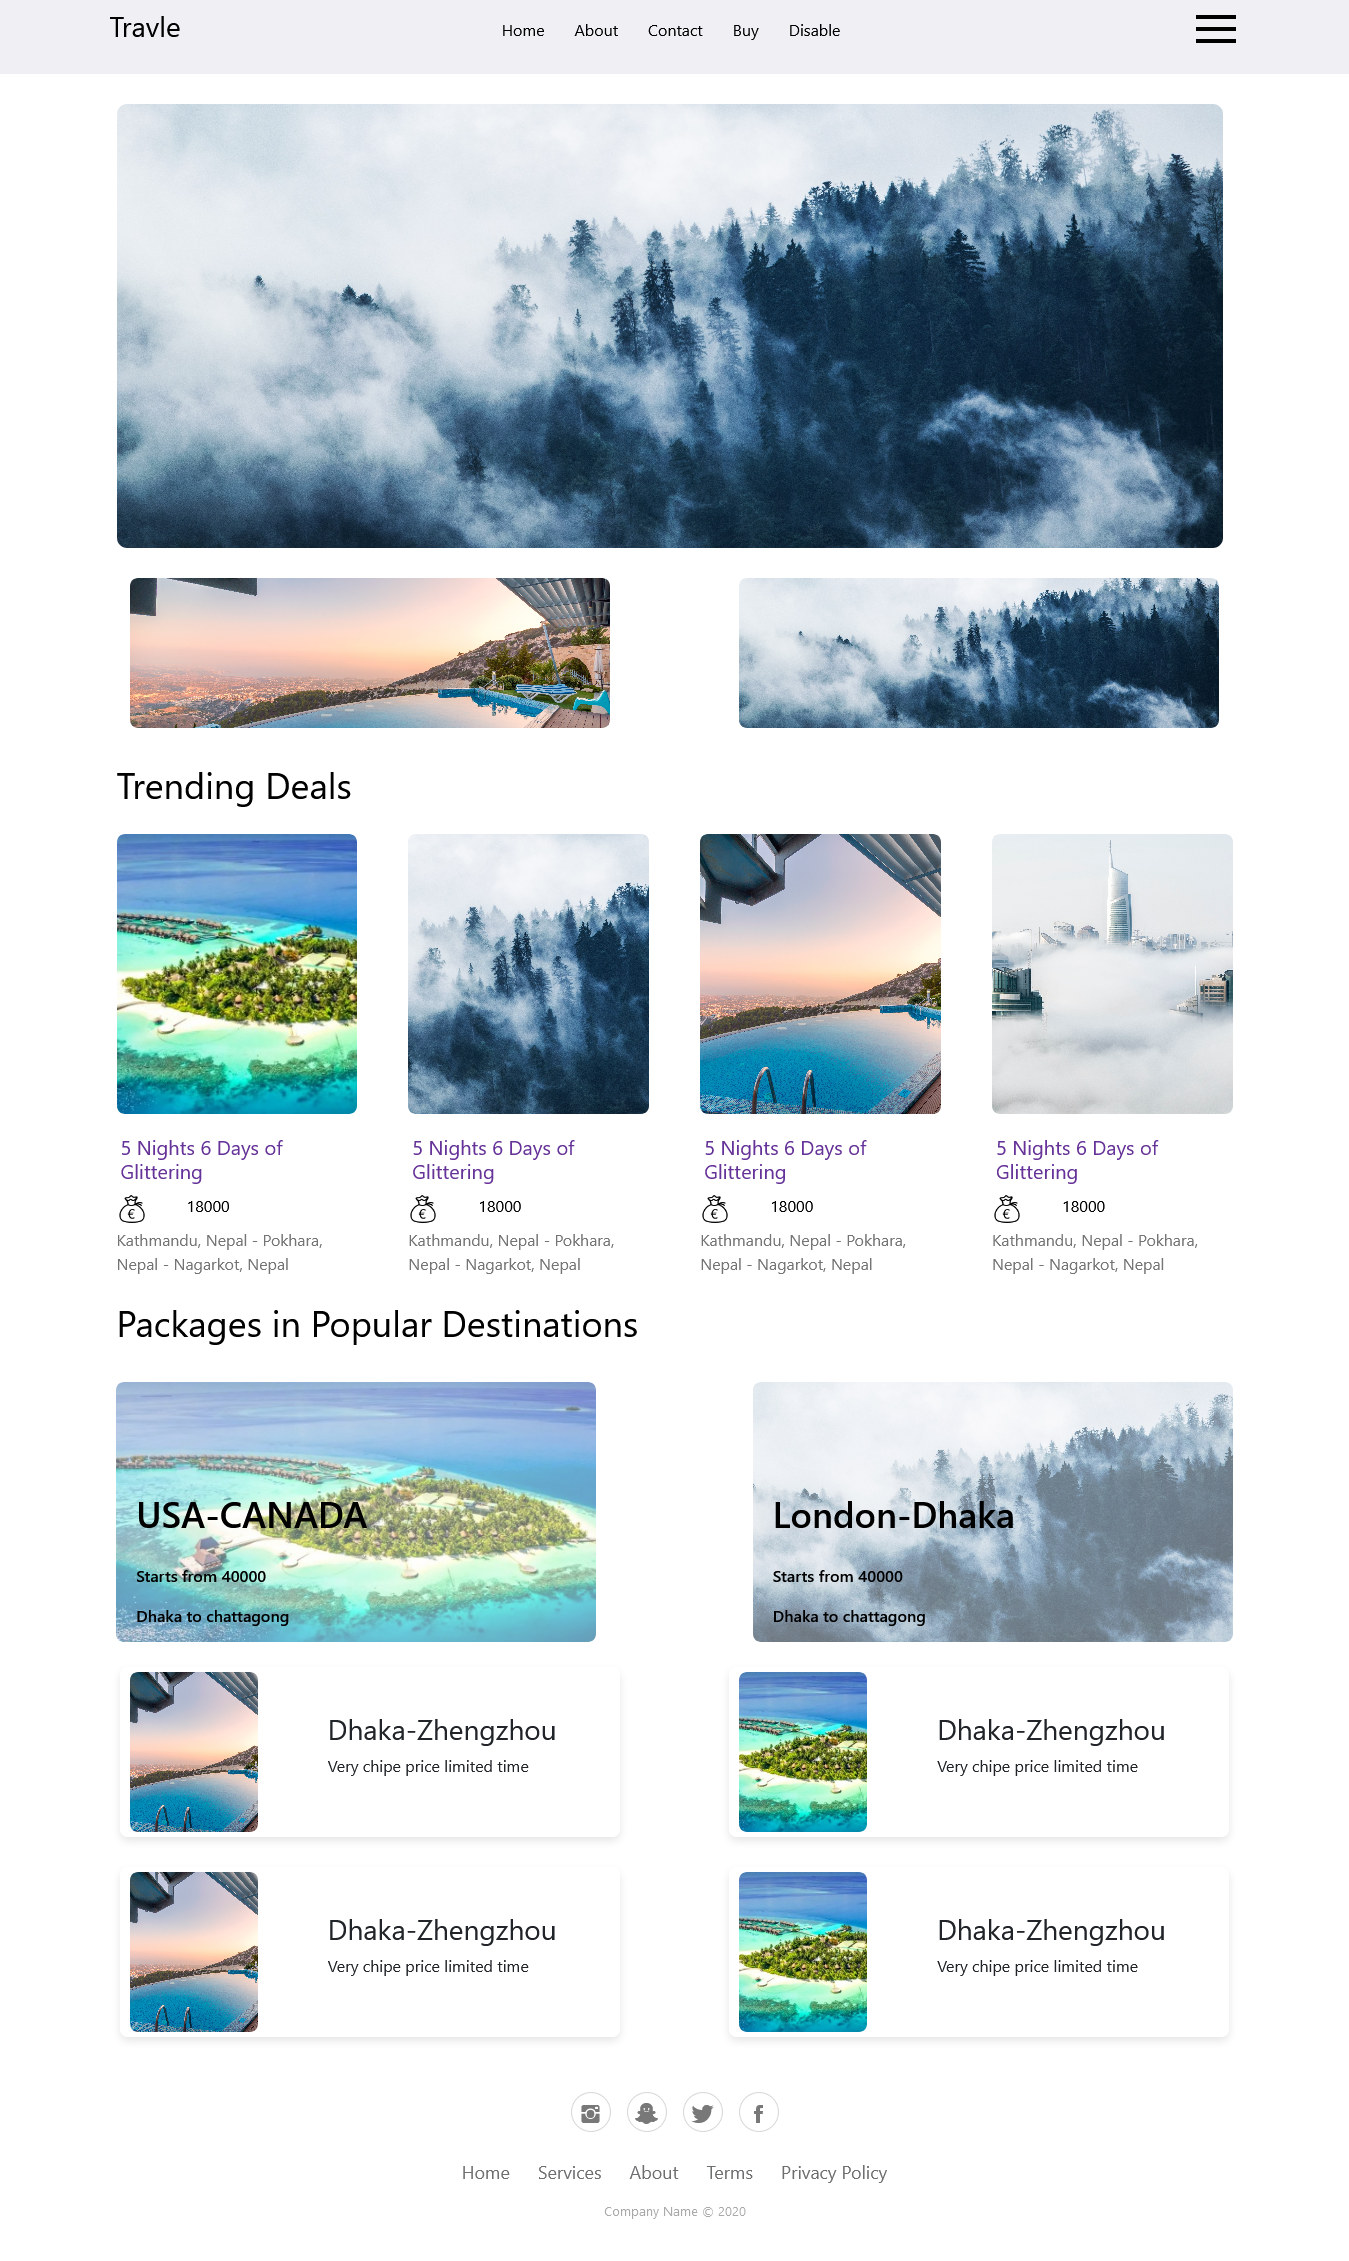 Travle
Home About Contact Buy Disable
Trending Deals
5 Nights 6 Days of
Glittering
€ 18000
Kathmandu, Nepal - Pokhara,
Nepal - Nagarkot, Nepal
5 Nights 6 Days of
Glittering
€ 18000
Kathmandu, Nepal - Pokhara,
Nepal - Nagarkot, Nepal
5 Nights 6 Days of
Glittering
€ 18000
Kathmandu, Nepal - Pokhara,
Nepal - Nagarkot, Nepal
5 Nights 6 Days of
Glittering
€ 18000
Kathmandu, Nepal - Pokhara,
Nepal - Nagarkot, Nepal
Packages in Popular Destinations
USA-CANADA
Starts from 40000
Dhaka to chattagong
London-Dhaka
Starts from 40000
Dhaka to chattagong
Dhaka-Zhengzhou
Very chipe price limited time
Dhaka-Zhengzhou
Very chipe price limited time
Dhaka-Zhengzhou
Very chipe price limited time
Dhaka-Zhengzhou
Very chipe price limited time
Home Services About Terms Privacy Policy
Company Name © 2020